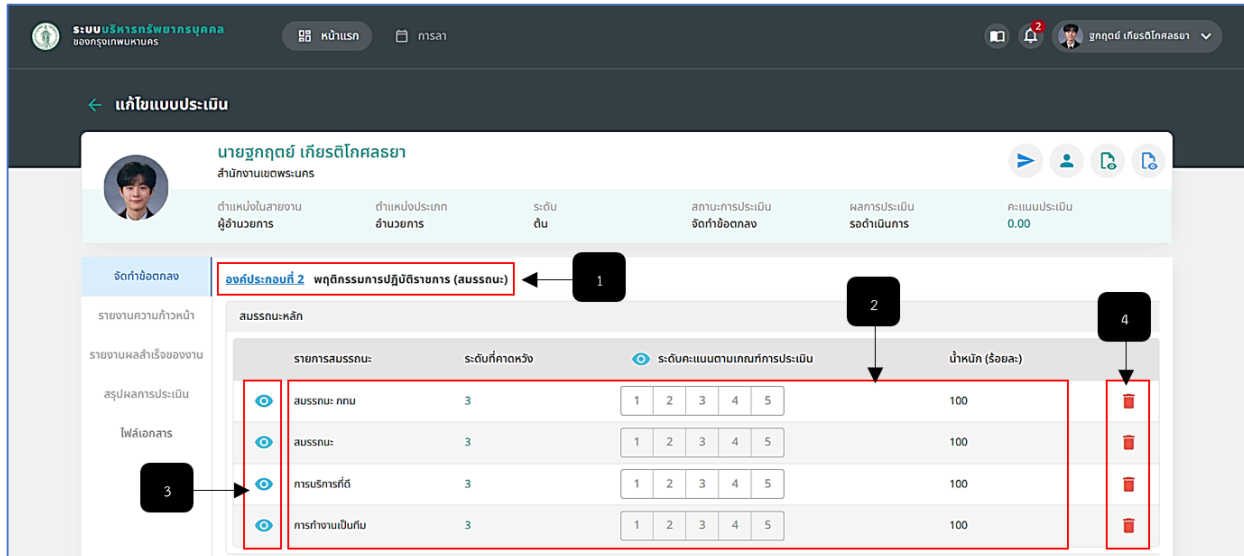 ระบบบริหารทรัพยากรบุคคล
ของกรุงเทพมหานคร
หน้าแรก
การลา
2
ฐกฤตย์ เกียรติโกศลธยา
แก้ไขแบบประเมิน
นายฐกฤตย์ เกียรติโกศลธยา
สำนักงานเขตพระนคร
ตำแหน่งในสายงาน ตำแหน่งประเภท ระดับ สถานะการประเมิน ผลการประเมิน คะแนนประเมิน
ผู้อำนวยการ อำนวยการ ต้น จัดทำข้อตกลง รอดำเนินการ 0.00
จัดทำข้อตกลง
รายงานความก้าวหน้า
รายงานผลสำเร็จของงาน
สรุปผลการประเมิน
ไฟล์เอกสาร
องค์ประกอบที่ 2 พฤติกรรมการปฎิบัติราชการ (สมรรถนะ)
1
สมรรถนะหลัก
2
4
รายการสมรรถนะ ระดับที่คาดหวัง ระดับคะแนนตามเกณฑ์การประเมิน น้ำหนัก (ร้อยละ)
สมรรถนะ กทม 3 1 2 3 4 5 100
สมรรถนะ 3 1 2 3 4 5 100
การบริการที่ดี 3 1 2 3 4 5 100
การทำงานเป็นทีม 3 1 2 3 4 5 100
3